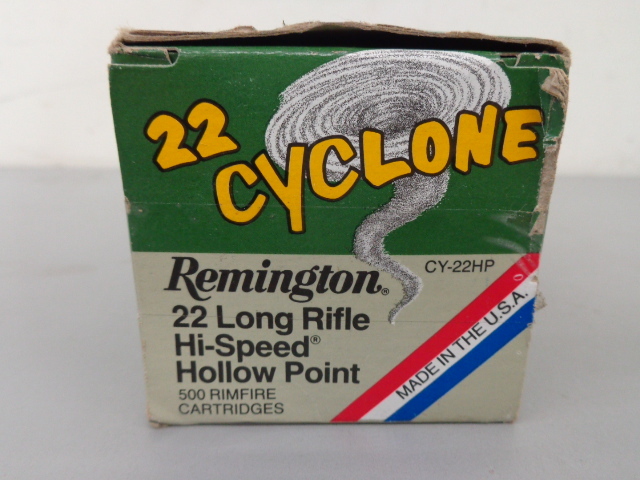 22 CYCLONE
Remington®
CY-22HP
22 Long Rifle
Hi-Speed®
Hollow Point
500 RIMFIRE
CARTRIDGES
MADE IN THE U.S.A.